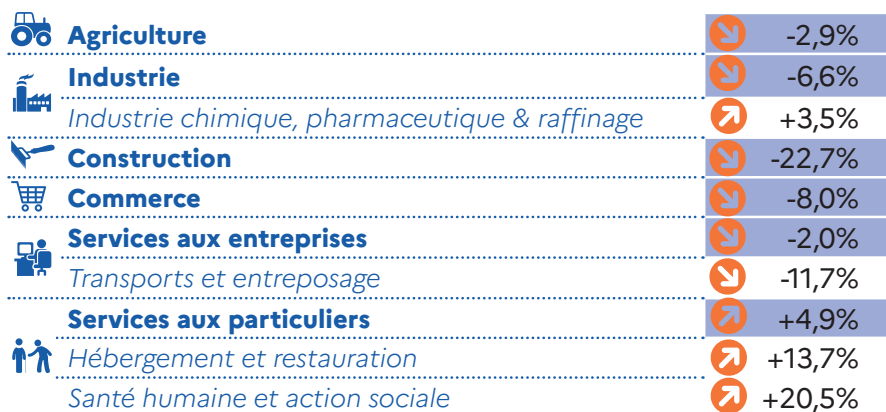 Agriculture -2,9%
Industrie -6,6%
Industrie chimique, pharmaceutique & raffinage +3,5%
Construction -22,7%
Commerce -8,0%
Services aux entreprises -2,0%
Transports et entreposage -11,7%
Services aux particuliers +4,9%
Hébergement et restauration +13,7%
Santé humaine et action sociale +20,5%